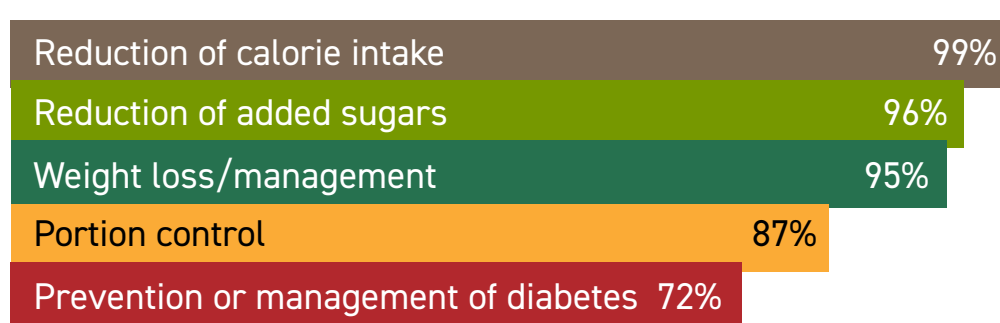 Reduction of calorie intake 99%
Reduction of added sugars 96%
Weight loss/management 95%
Portion control 87%
Prevention or management of diabetes 72%